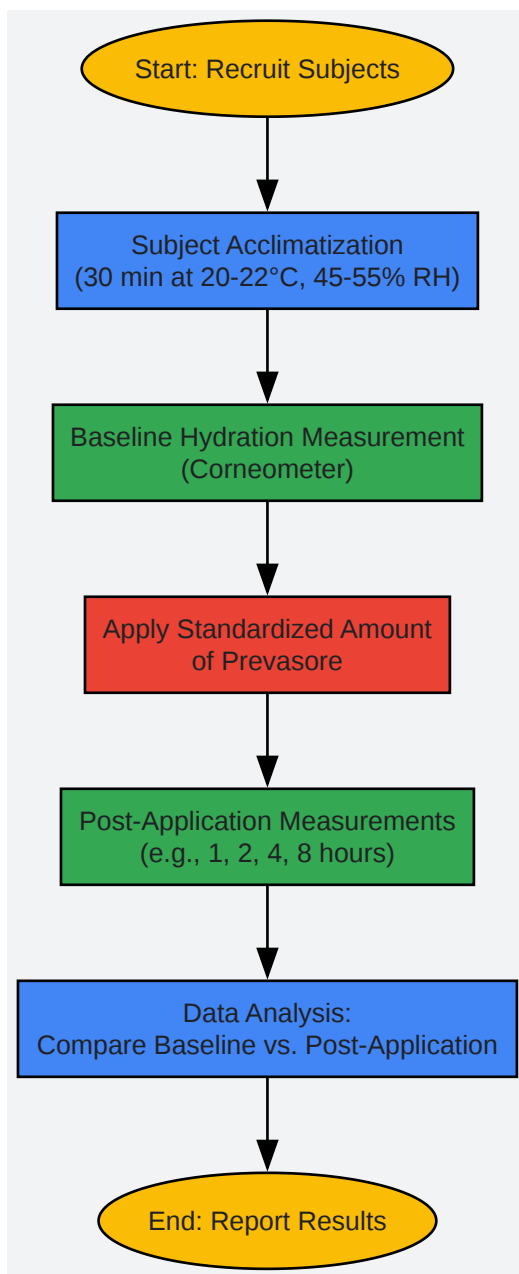 Start: Recruit Subjects
Subject Acclimatization
(30 min at 20-22°C, 45-55% RH)
Baseline Hydration Measurement
(Corneometer)
Apply Standardized Amount
of Prevasore
Post-Application Measurements
(e.g., 1, 2, 4, 8 hours)
Data Analysis:
Compare Baseline vs. Post-Application
End: Report Results